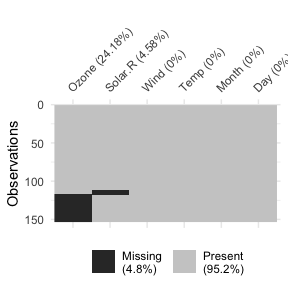 Ozone (24.18%)
Solar.R (4.58%)
Wind (0%)
Temp (0%)
Month (0%)
Day (0%
0
50
100
150
Observations
Missing
(4.8%)
Present
(95.2%)